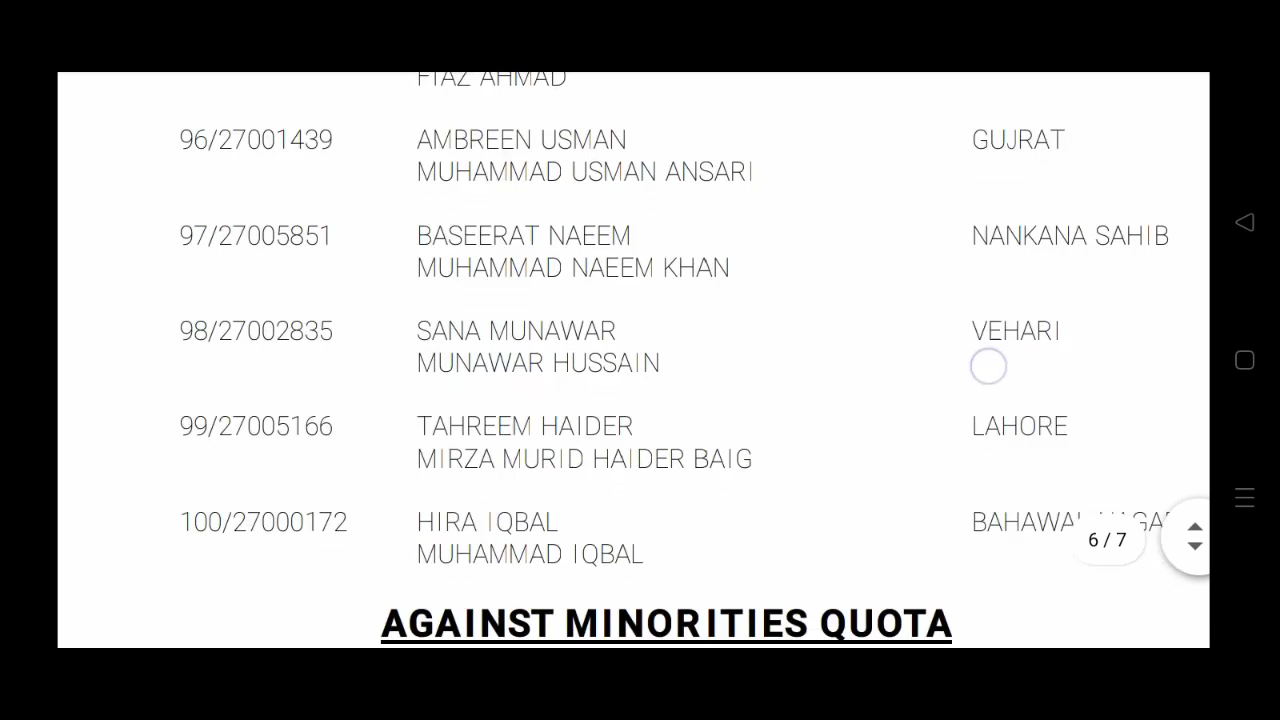 FIAZ AHMAD
96/27001439 AMBREEN USMAN GUJRAT
MUHAMMAD USMAN ANSARI
97/27005851 BASEERAT NAEEM NANKANA SAHIB
MUHAMMAD NAEEM KHAN
98/27002835 SANA MUNAWAR VEHARI
MUNAWAR HUSSAIN
99/27005166 TAHREEM HAIDER LAHORE
MIRZA MURID HAIDER BAIG
100/27000172 HIRA IQBAL
6 / 7
MUHAMMAD IQBAL
AGAINST MINORITIES QUOTA